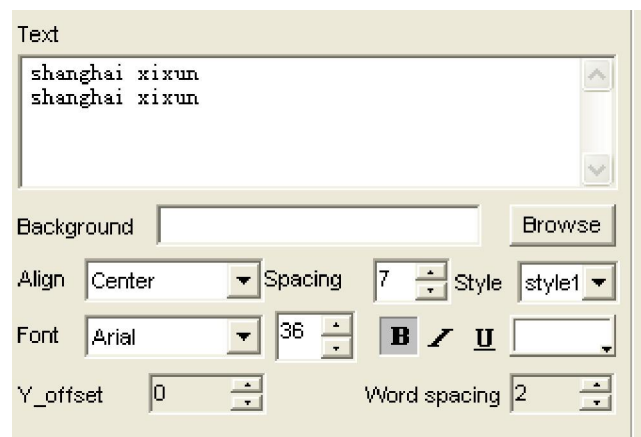 Text
shanghai xixun
shanghai xixun
Background Browse
Align Center Spacing 7 Style style1
Font Arial 36 B I U
Y_offset 0 Word spacing 2